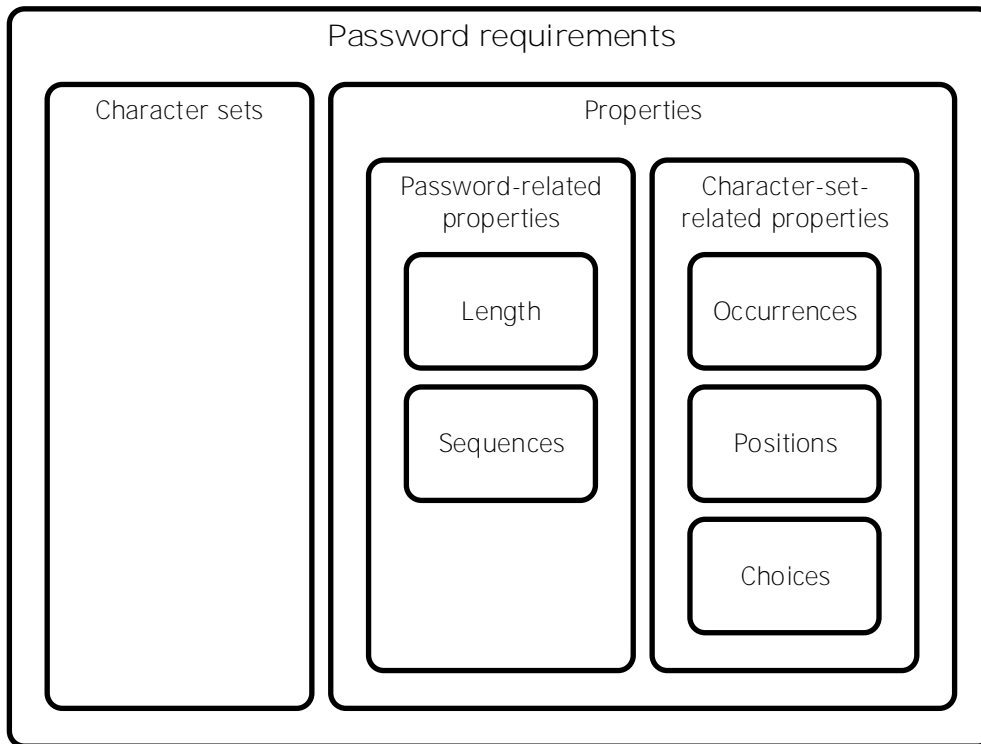 Password requirements
Character sets
Properties
Password-related
properties
Length
Sequences
Character-set-
related properties
Occurrences
Positions
Choices